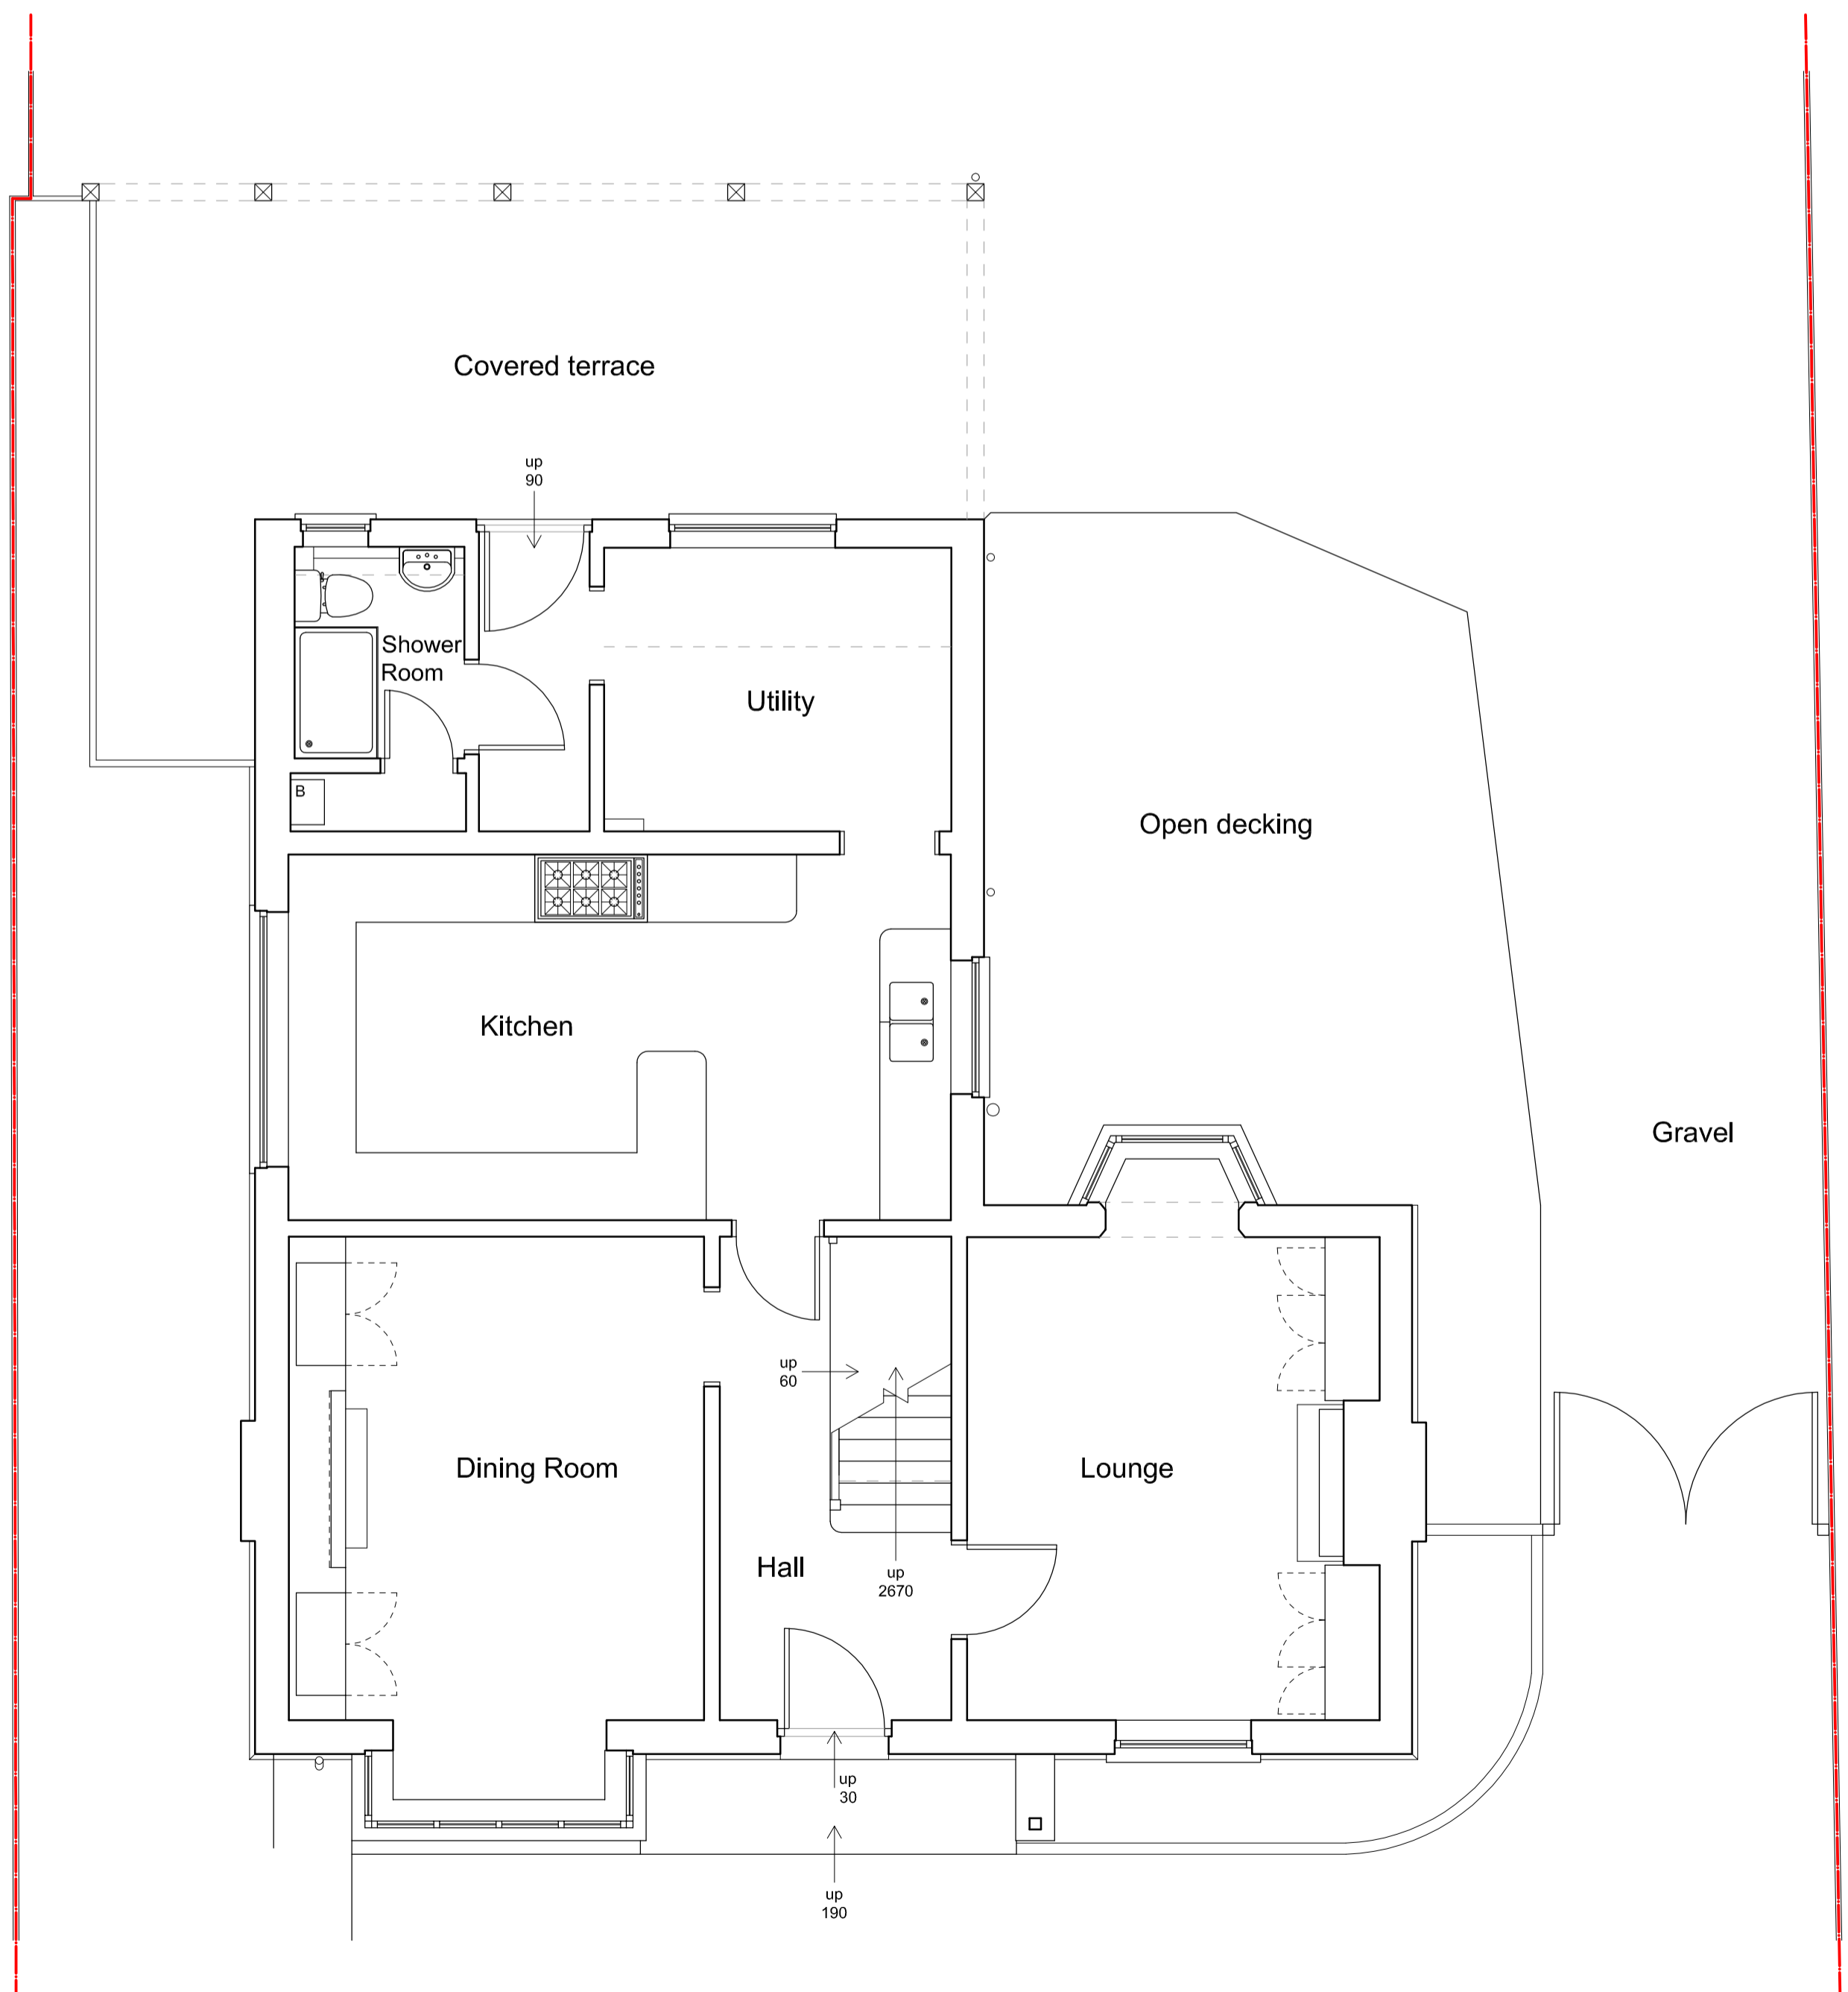 Covered terrace
up
90
Shower
Room
Utility
B
Open decking
Kitchen
Gravel
up
60
Dining Room
Lounge
Hall
up
2670
up
30
up
190